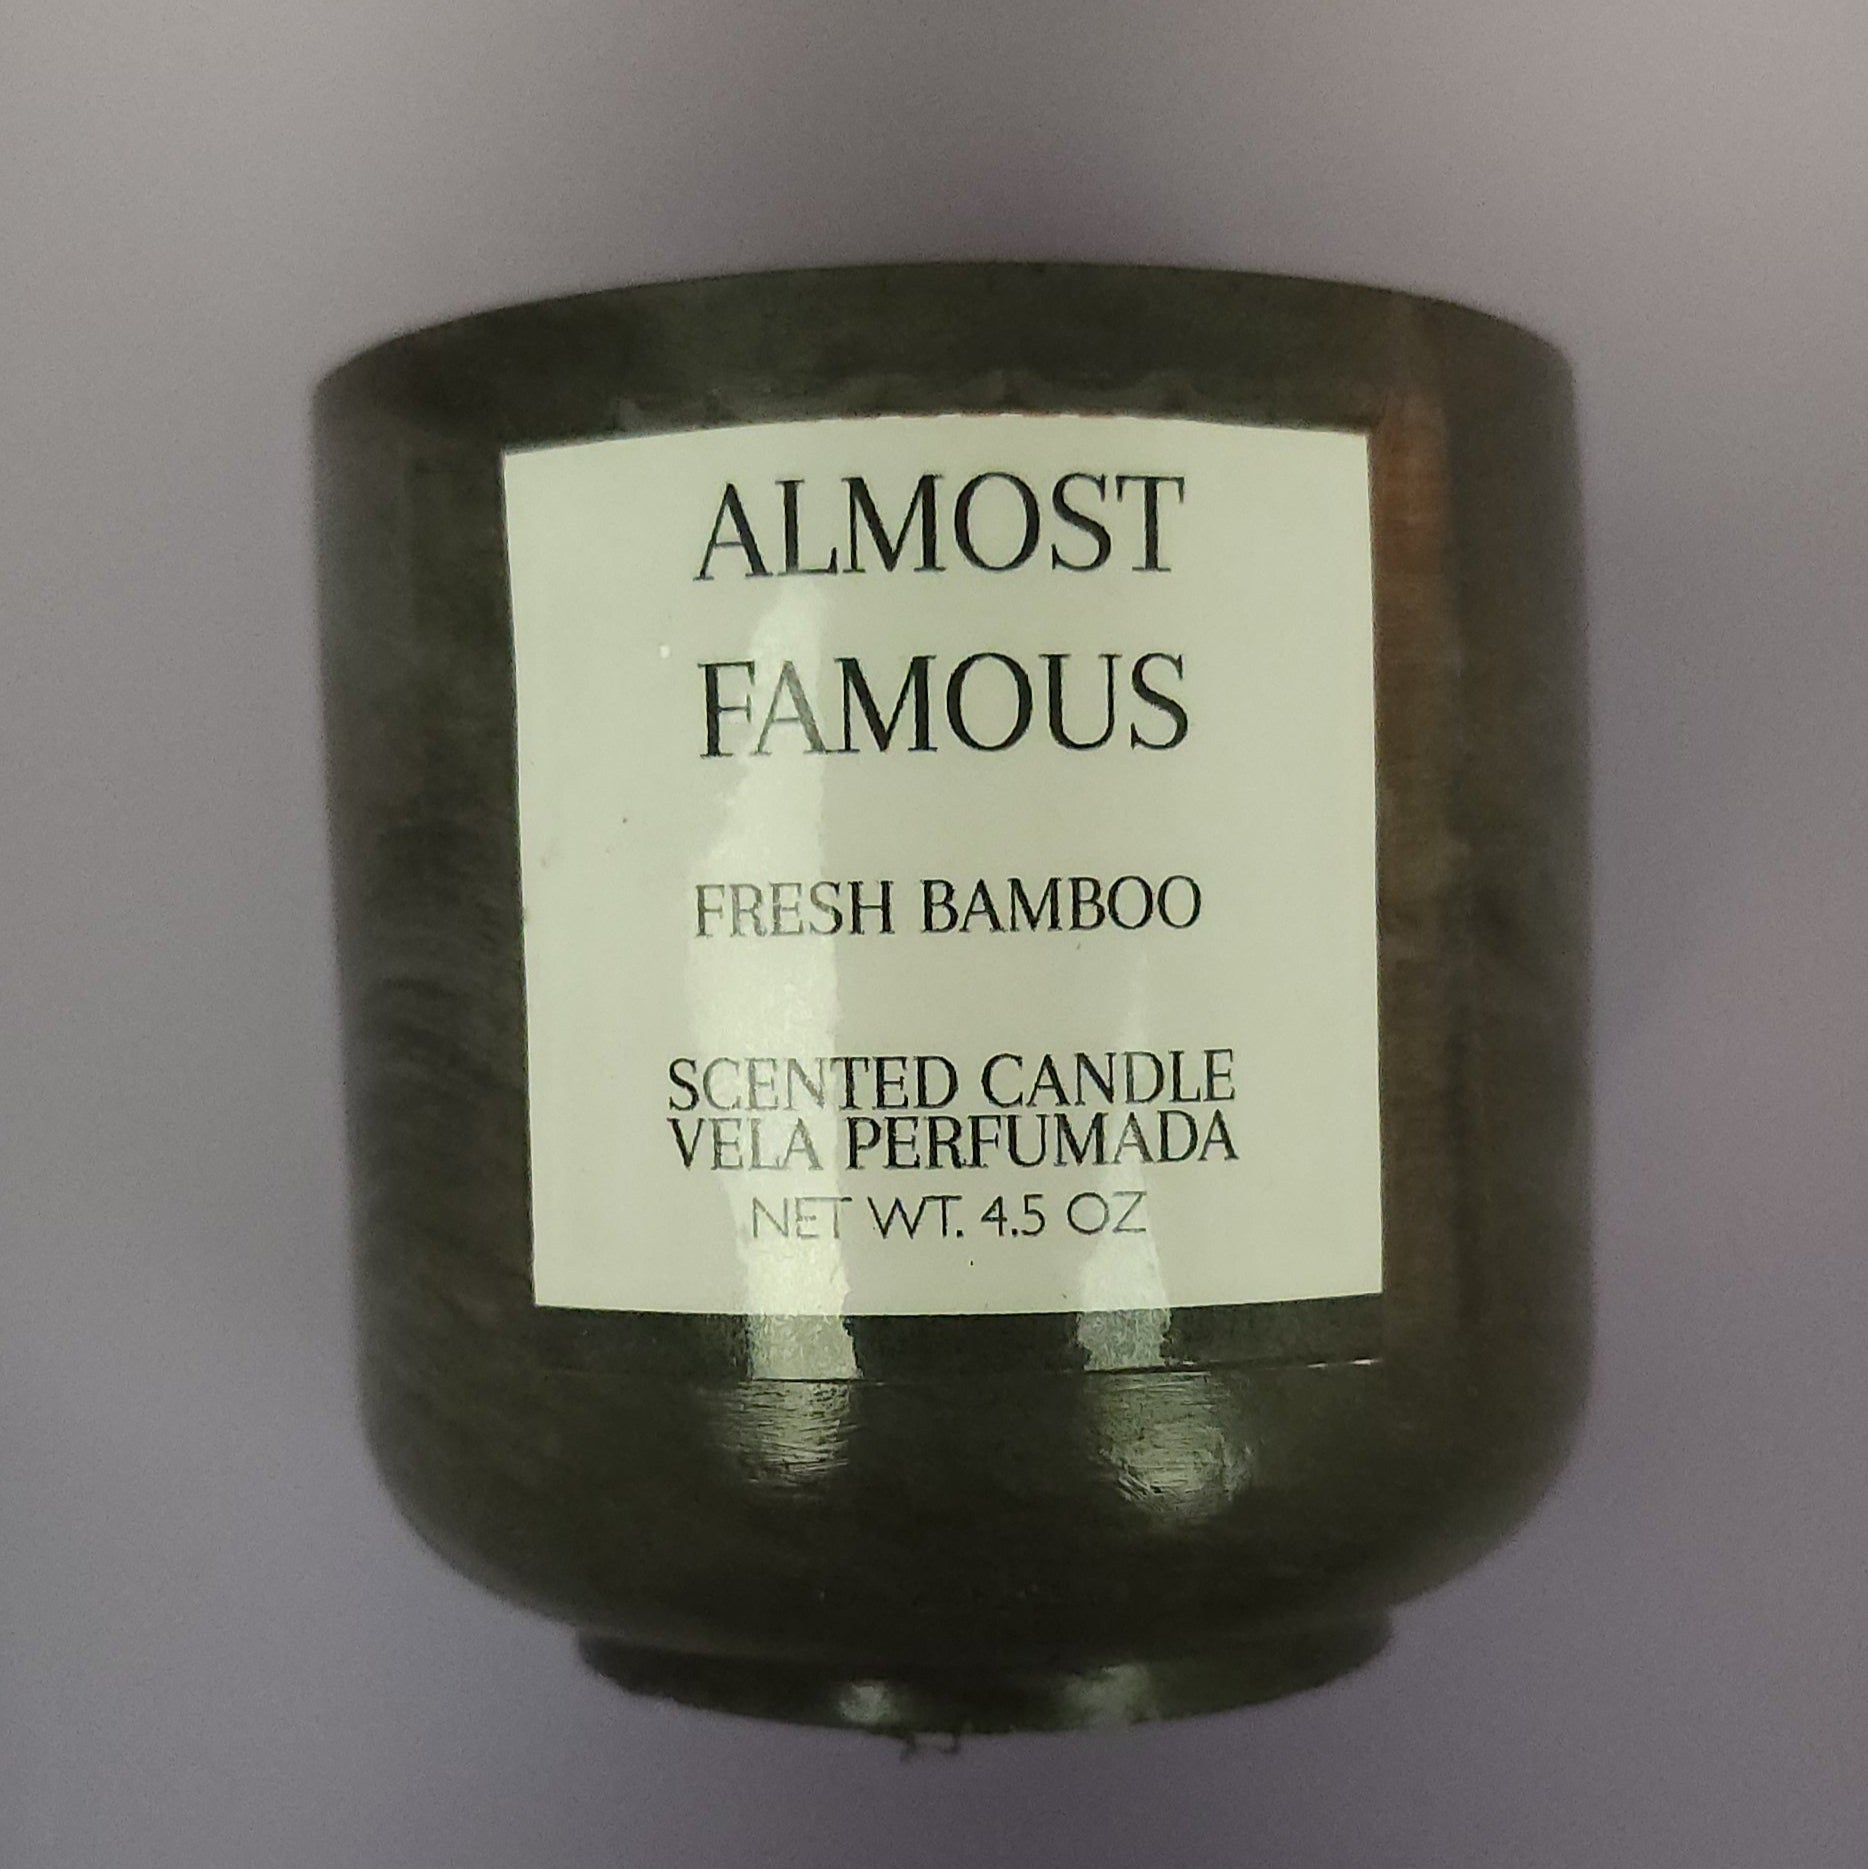 ALMOST
FAMOUS
FRESH BAMBOO
SCENTED CANDLE
VELA PERFUMADA
NET WT. 4.5 OZ